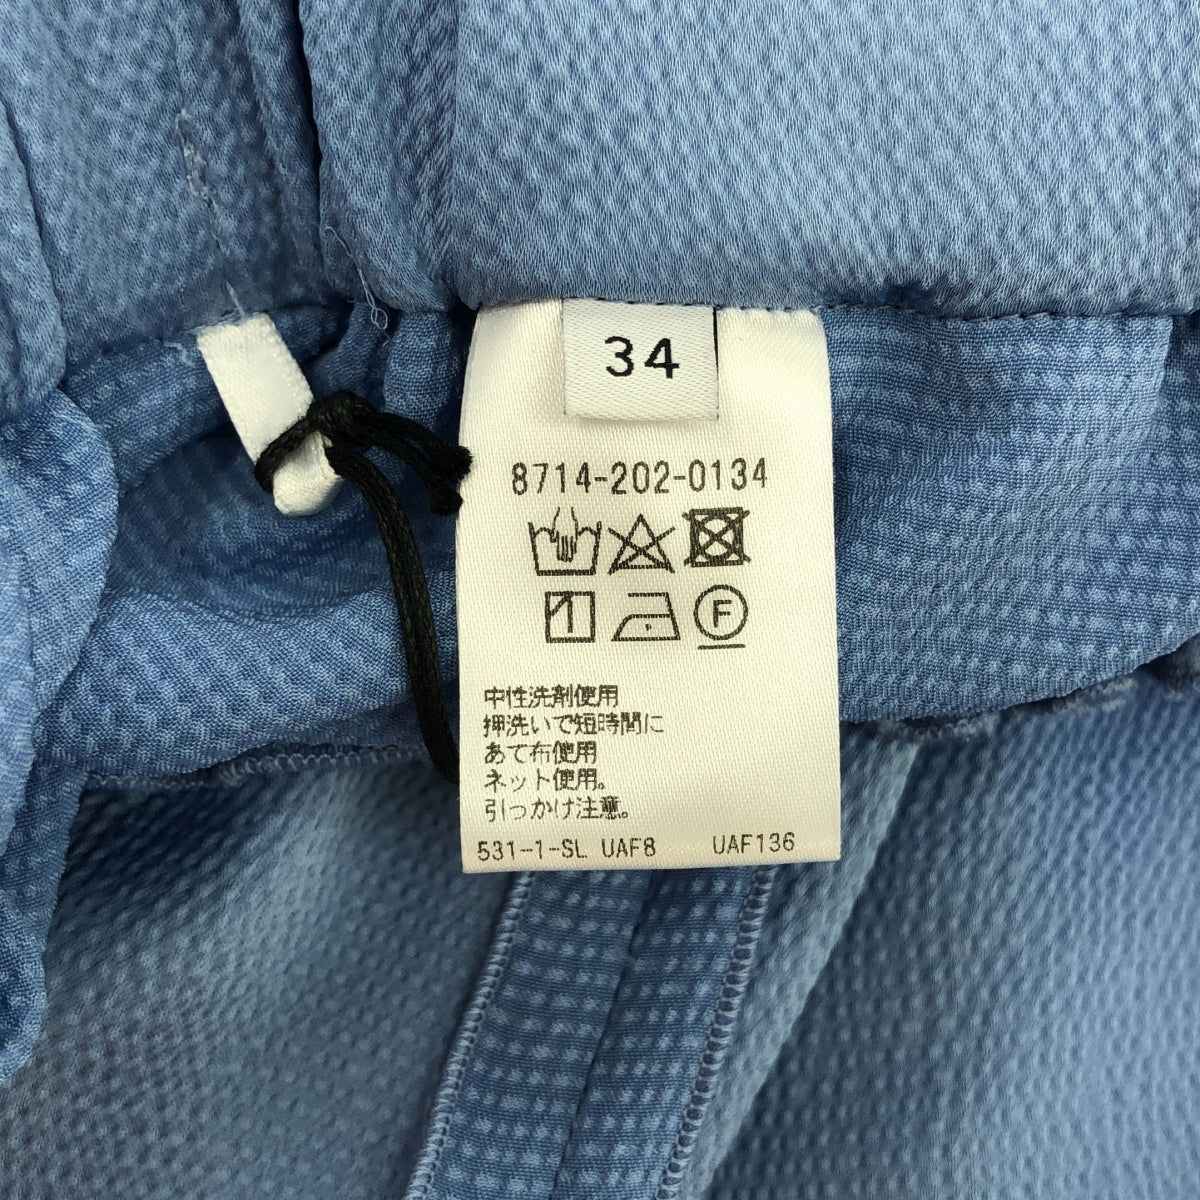 34
8714-202-0134
F
中性洗剤使用
押洗いで短時間に
あて布使用
ネット使用。
引っかけ注意。
531-1-SL UAF8 UAF136